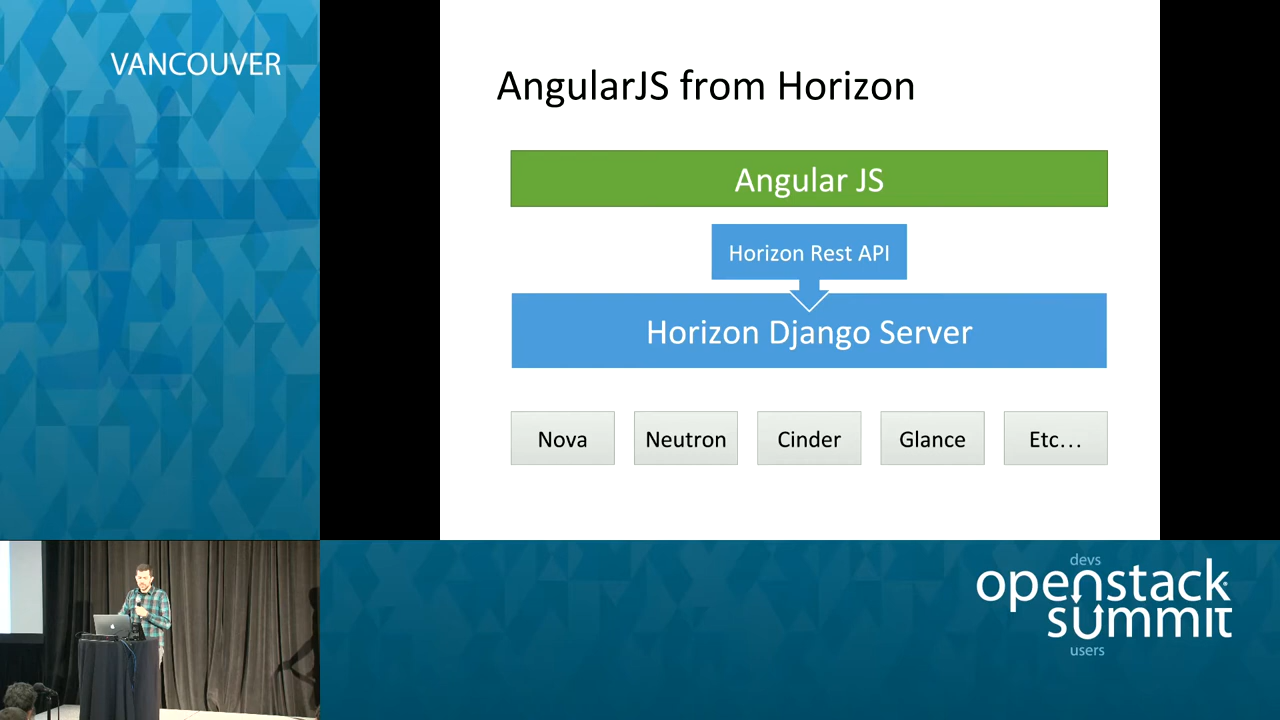 VANCOUVER
AngularJS from Horizon
Angular JS
Horizon Rest API
Horizon Django Server
Nova
Neutron
Cinder
Glance
Etc...
devs
openstack
summit
users